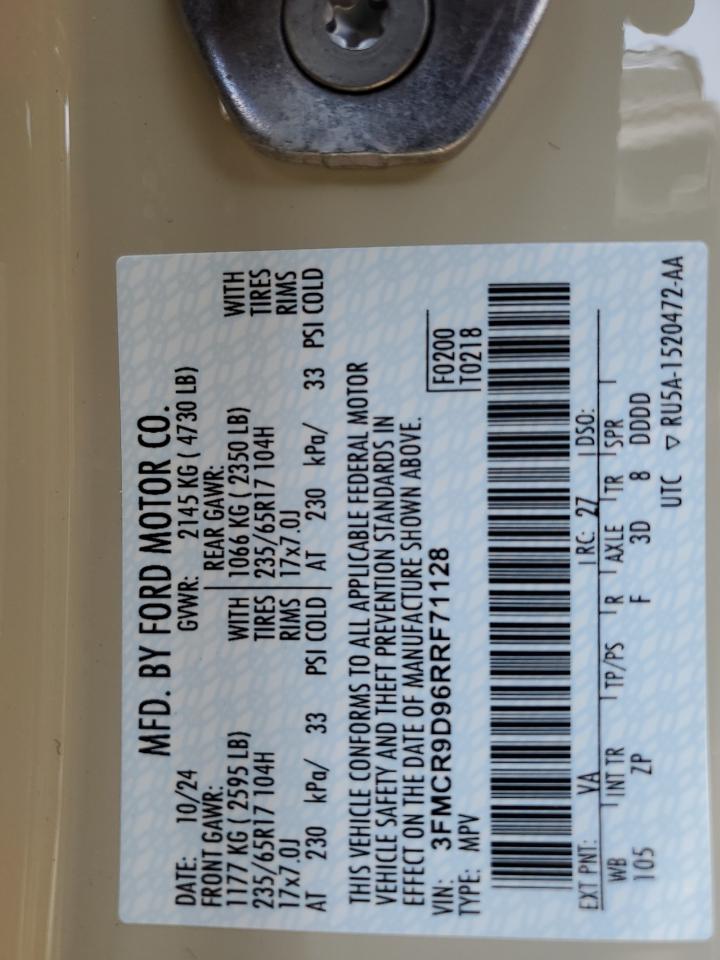 MFD. BY FORD MOTOR CO.
DATE: 10/24 GVWR: 2145 KG ( 4730 LB)
FRONT GAWR: REAR GAWR:
1177 KG ( 2595 LB) WITH 1066 KG ( 2350 LB) WITH
235/65R17 104H TIRES 235/65R17 104H TIRES
17x7.0J RIMS 17x7.0J RIMS
AT 230 kPa/ 33 PSI COLD AT 230 kPa/ 33 PSI COLD
THIS VEHICLE CONFORMS TO ALL APPLICABLE FEDERAL MOTOR
VEHICLE SAFETY AND THEFT PREVENTION STANDARDS IN
EFFECT ON THE DATE OF MANUFACTURE SHOWN ABOVE.
VIN: 3FMCR9D96RRF71128 F0200
TYPE: MPV T0218
EXT PNT: VA RC: 27 DSO:
WB INT TR TP/PS R AXLE TR SPR
105 ZP F 3D 8 DDDD
UTC ▽ RU5A-1520472-AA